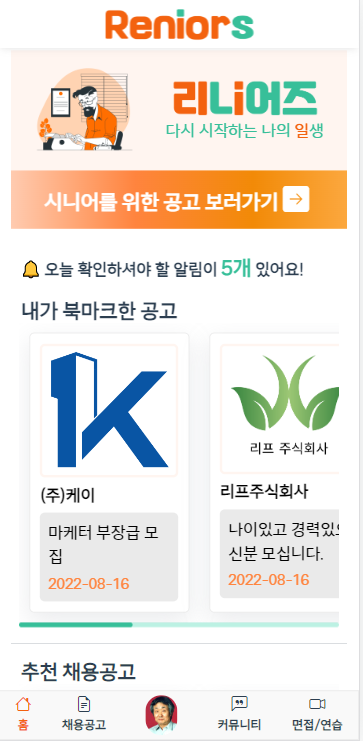 Reniors
리니어즈
다시 시작하는 나의 일생
시니어를 위한 공고 보러가기
오늘 확인하셔야 할 알림이 5개 있어요!
내가 북마크한 공고
(주)케이
마케터 부장급 모
집
2022-08-16
리프 주식회사
리프주식회사
나이있고 경력있으
신분 모십니다.
2022-08-16
추천 채용공고
홈
채용공고
커뮤니티
면접/연습